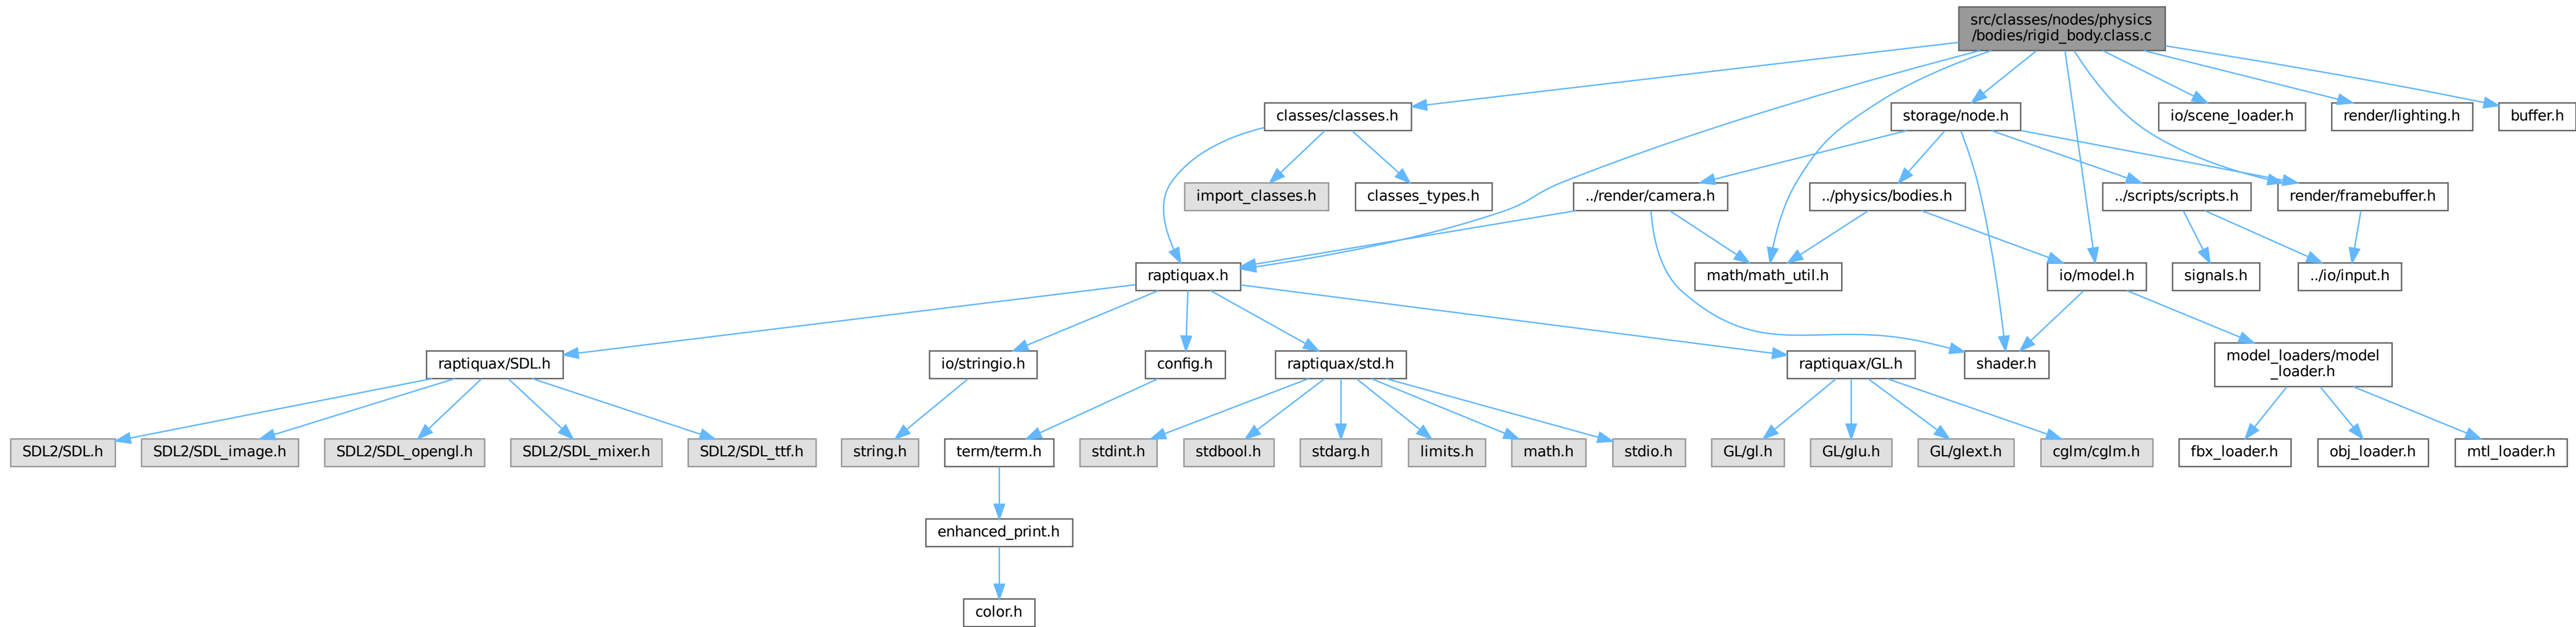 src/classes/nodes/physics
/bodies/rigid_body.class.c
classes/classes.h
storage/node.h
io/scene_loader.h
render/lighting.h
buffer.h
import_classes.h
classes_types.h
../render/camera.h
../physics/bodies.h
../scripts/scripts.h
render/framebuffer.h
raptiquax.h
math/math_util.h
io/model.h
signals.h
../io/input.h
raptiquax/SDL.h
io/stringio.h
config.h
raptiquax/std.h
raptiquax/GL.h
shader.h
model_loaders/model
_loader.h
SDL2/SDL.h
SDL2/SDL_image.h
SDL2/SDL_opengl.h
SDL2/SDL_mixer.h
SDL2/SDL_ttf.h
string.h
term/term.h
stdint.h
stdbool.h
stdarg.h
limits.h
math.h
stdio.h
GL/gl.h
GL/glu.h
GL/glext.h
cglm/cglm.h
fbx_loader.h
obj_loader.h
mtl_loader.h
enhanced_print.h
color.h